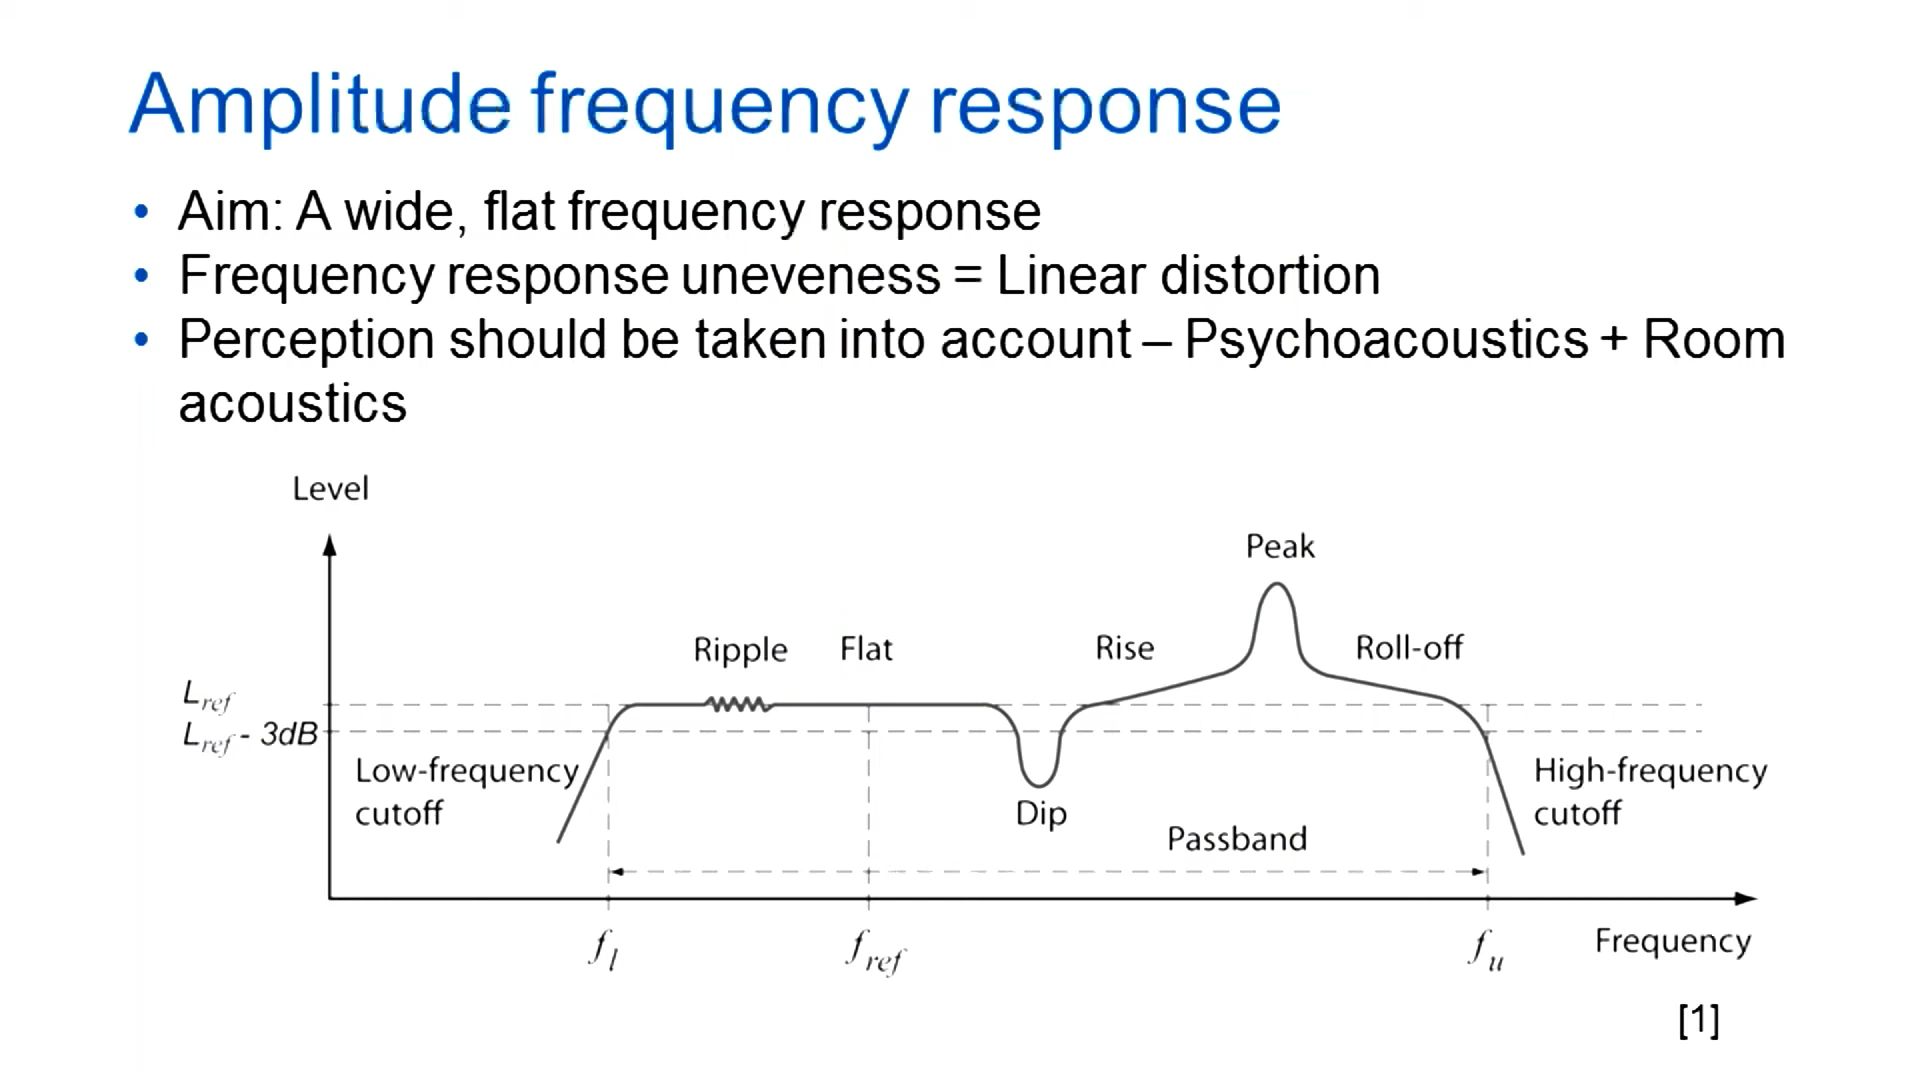 Amplitude frequency response
• Aim: A wide, flat frequency response
• Frequency response uneveness = Linear distortion
• Perception should be taken into account – Psychoacoustics + Room
acoustics
Level
Peak
Ripple Flat Rise Roll-off
L_ref
L_ref - 3dB
Low-frequency
cutoff
High-frequency
cutoff
Dip
Passband
f_l f_ref f_u Frequency
[1]